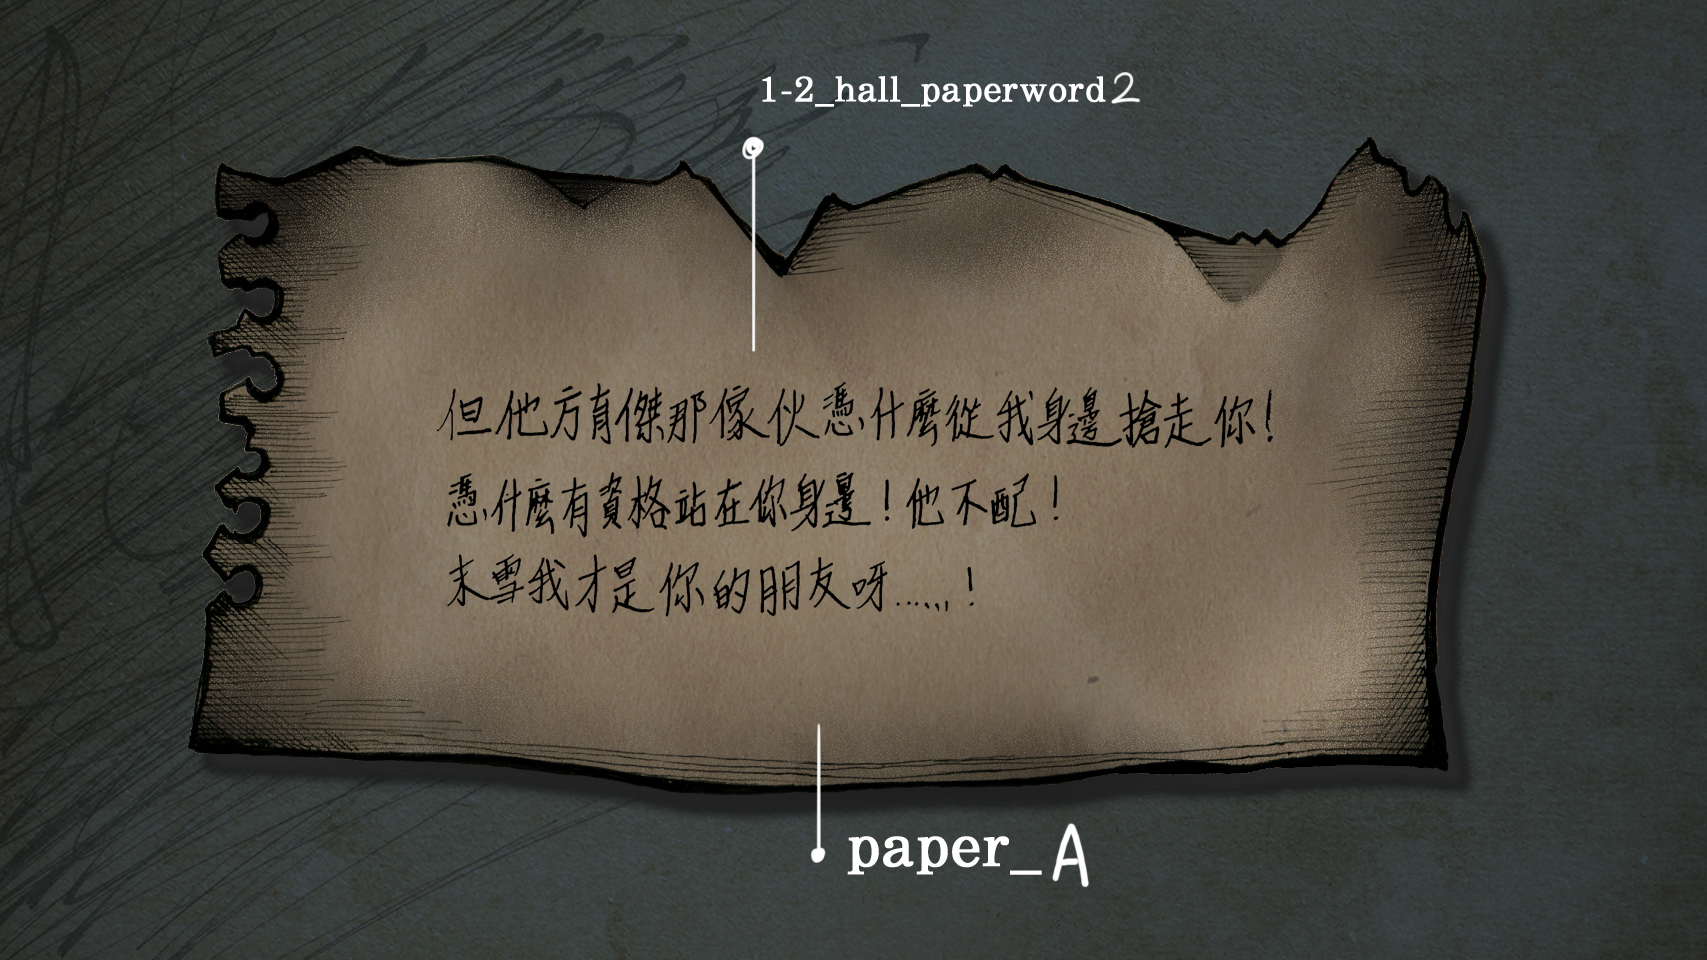 1-2_hall_paperword2
但他方有傑那傢伙憑什麼從我身邊搶走你!
憑什麼有資格站在你身邊!他不配!
末雪我才是你的朋友呀......!
paper_A